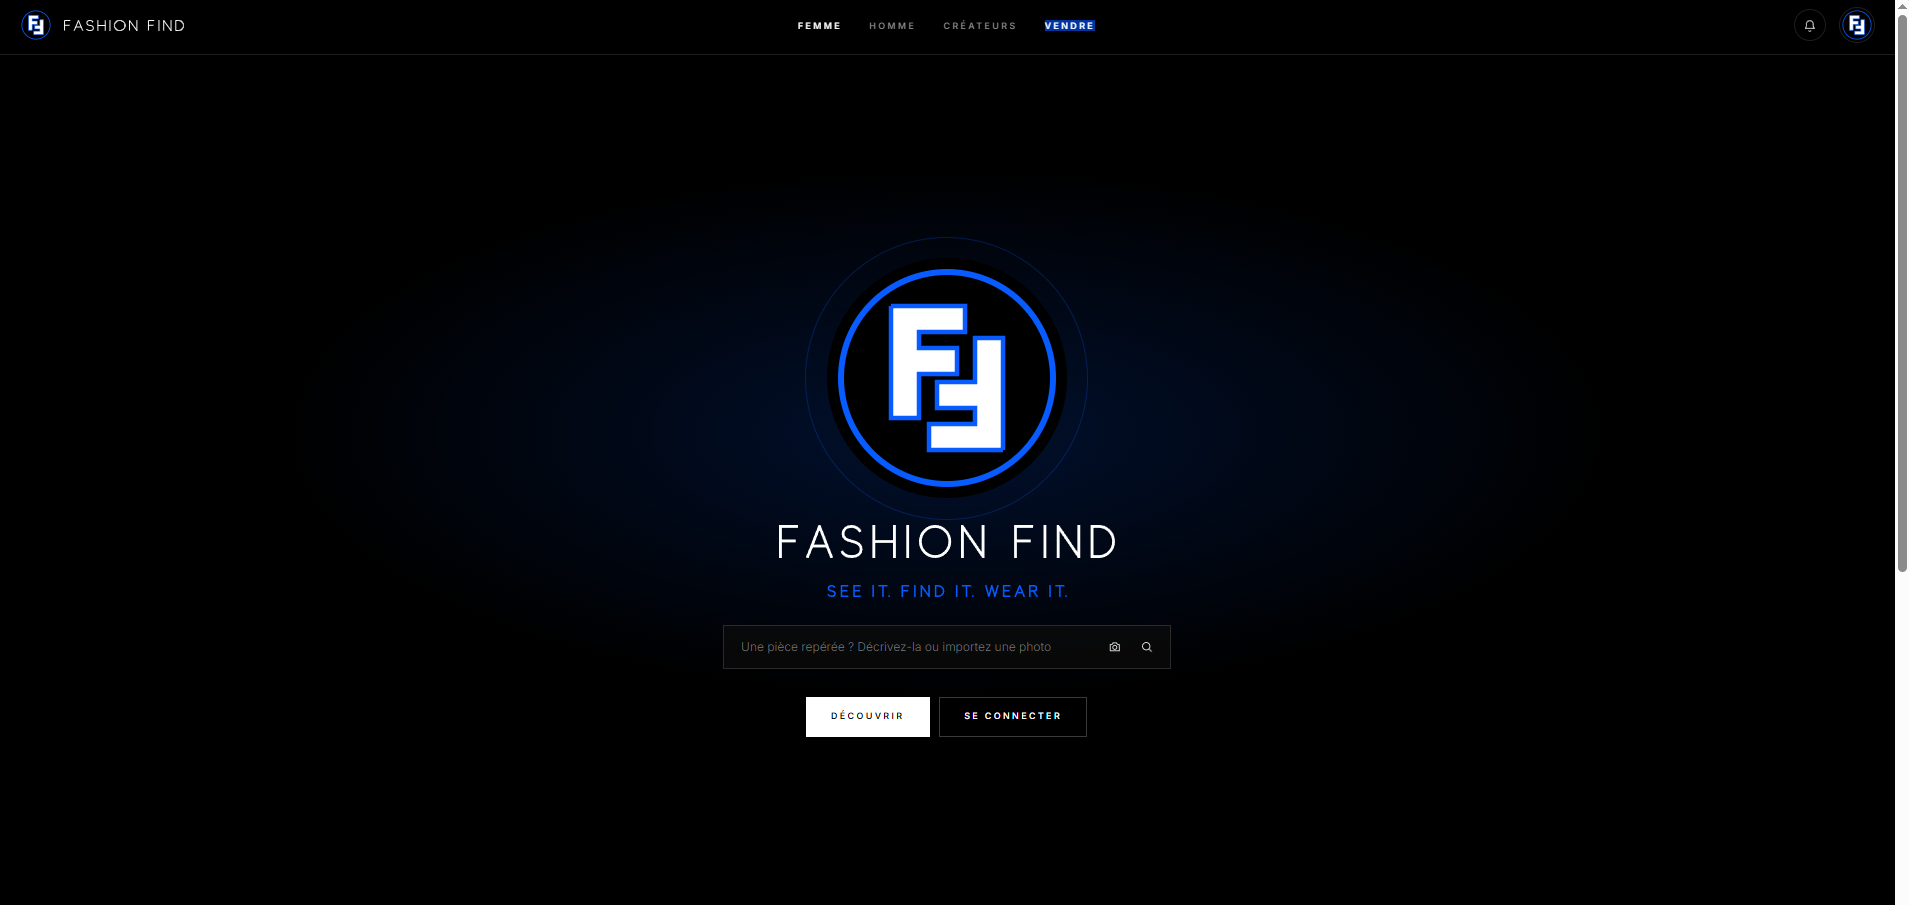 FASHION FIND
FEMME HOMME CRÉATEURS VENDRE
FASHION FIND
SEE IT. FIND IT. WEAR IT.
Une pièce repérée ? Décrivez-la ou importez une photo
DÉCOUVRIR SE CONNECTER